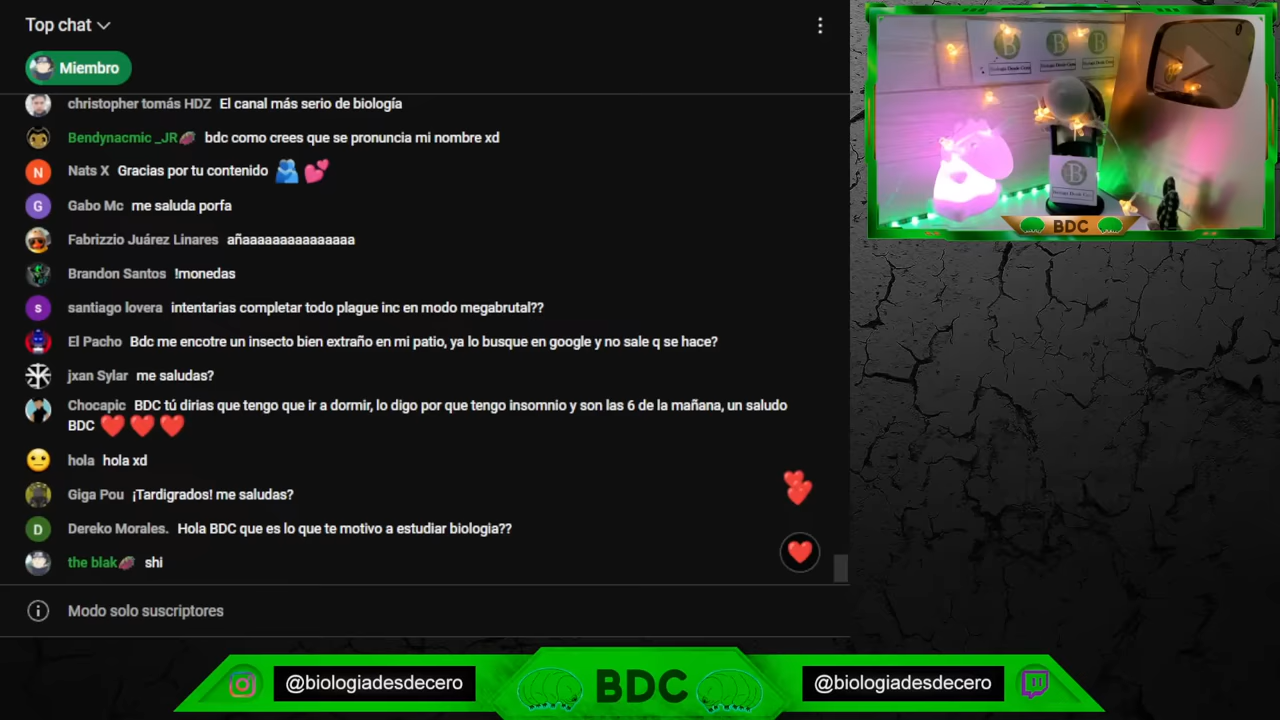 Top chat
Miembro
christopher tomás HDZ El canal más serio de biología
Bendynacmic _JR bdc como crees que se pronuncia mi nombre xd
N Nats X Gracias por tu contenido
G Gabo Mc me saluda porfa
Fabrizzio Juárez Linares añaaaaaaaaaaaaaaa
Brandon Santos !monedas
s santiago lovera intentarias completar todo plague inc en modo megabrutal??
El Pacho Bdc me encotre un insecto bien extraño en mi patio, ya lo busque en google y no sale q se hace?
jxan Sylar me saludas?
Chocapic BDC tú dirias que tengo que ir a dormir, lo digo por que tengo insomnio y son las 6 de la mañana, un saludo
BDC
hola hola xd
Giga Pou ¡Tardigrados! me saludas?
D Dereko Morales. Hola BDC que es lo que te motivo a estudiar biologia??
the blak shi
Modo solo suscriptores
B B B
B
BDC
@biologiadesdecero BDC @biologiadesdecero